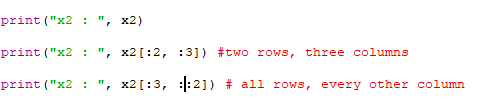 print("x2 : ", x2)
print("x2 : ", x2[:2, :3]) #two rows, three columns
print("x2 : ", x2[:3, ::2]) # all rows, every other column